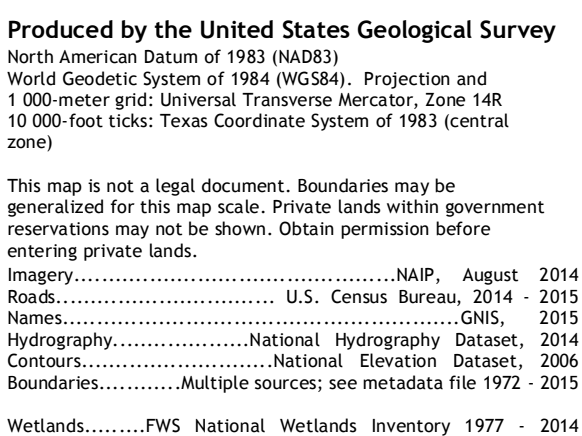 Produced by the United States Geological Survey
North American Datum of 1983 (NAD83)
World Geodetic System of 1984 (WGS84).  Projection and
1 000-meter grid: Universal Transverse Mercator, Zone 14R
10 000-foot ticks: Texas Coordinate System of 1983 (central
zone)
This map is not a legal document. Boundaries may be
generalized for this map scale. Private lands within government
reservations may not be shown. Obtain permission before
entering private lands.
Imagery..............................................NAIP, August 2014
Roads............................... U.S. Census Bureau, 2014 - 2015
Names.........................................................GNIS, 2015
Hydrography....................National Hydrography Dataset, 2014
Contours............................National Elevation Dataset, 2006
Boundaries............Multiple sources; see metadata file 1972 - 2015
Wetlands.........FWS National Wetlands Inventory 1977 - 2014